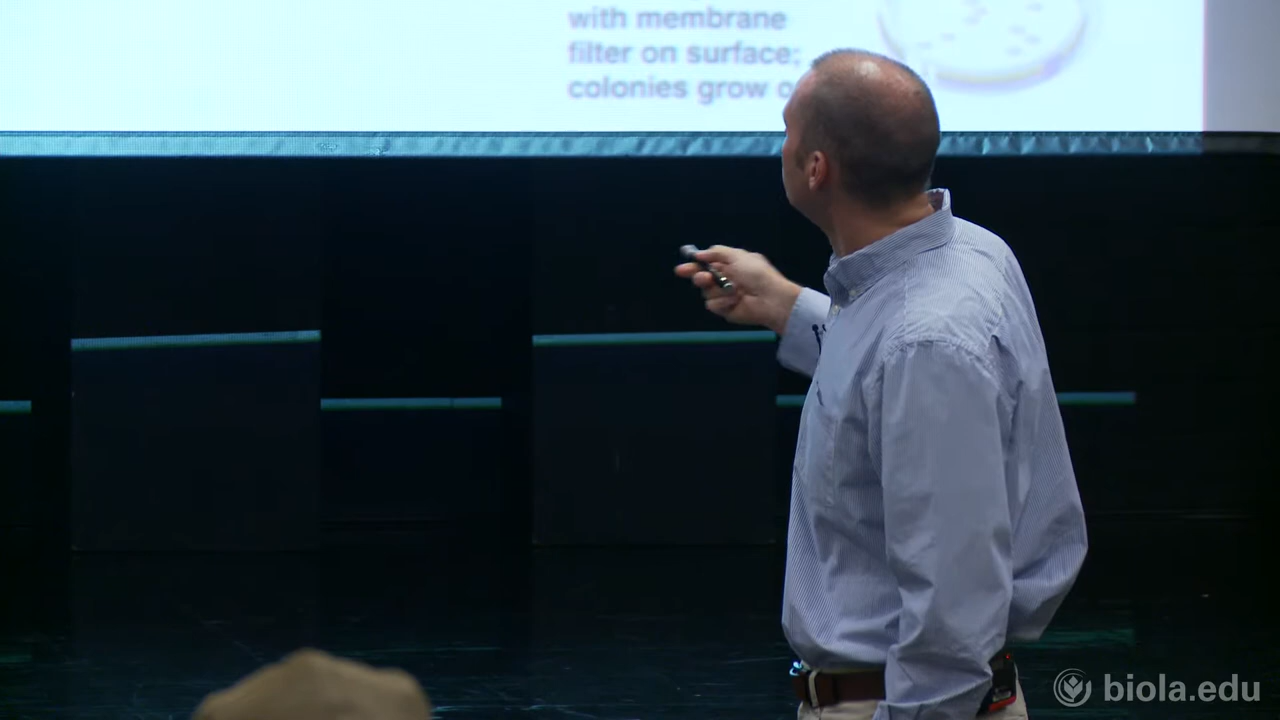 with membrane
filter on surface;
colonies grow
biola.edu